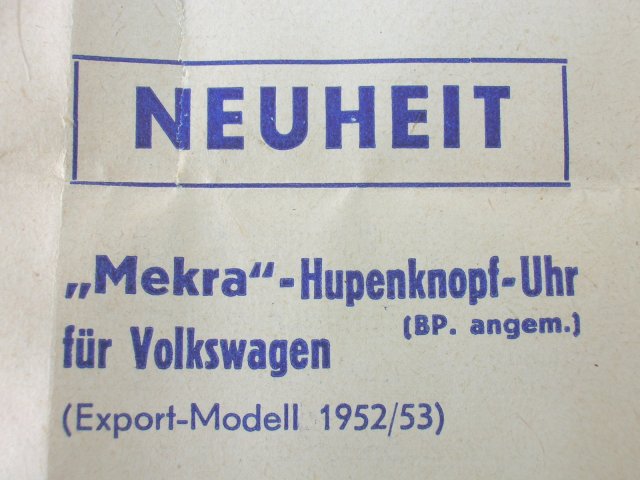 NEUHEIT
„Mekra“-Hupenknopf-Uhr
(BP. angem.)
für Volkswagen
(Export-Modell 1952/53)